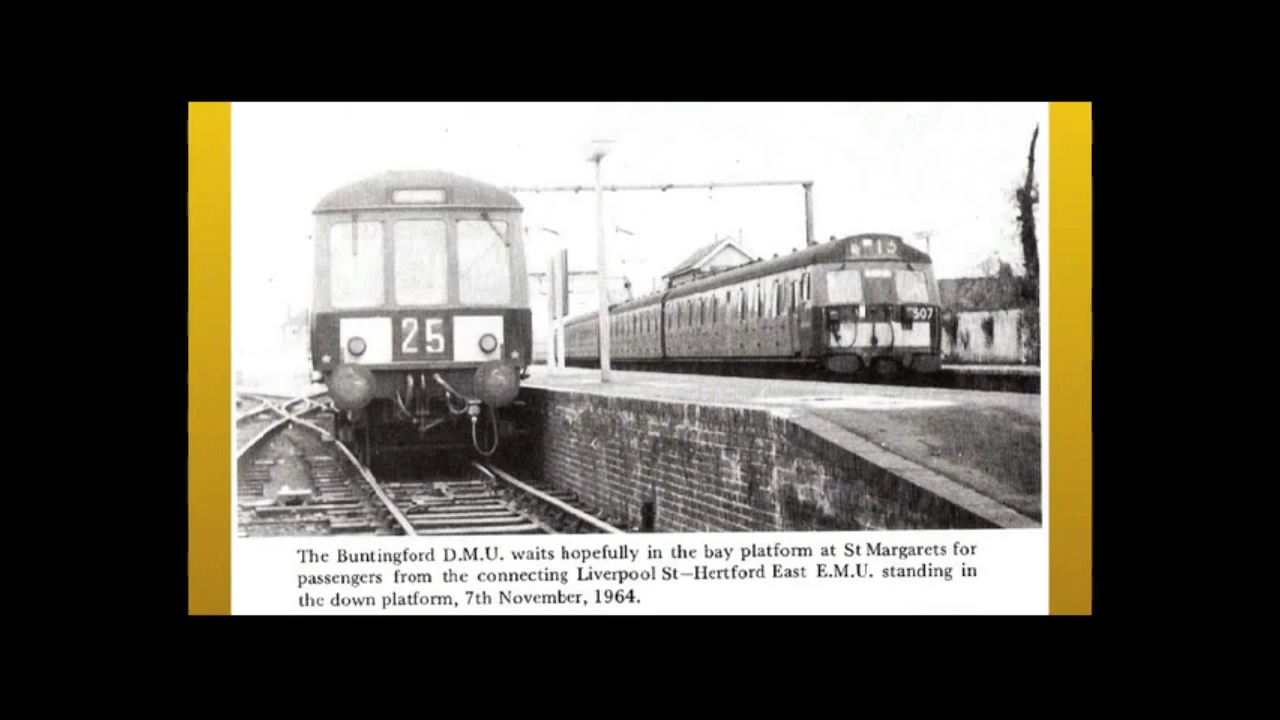 15
507
25
The Buntingford D.M.U. waits hopefully in the bay platform at St Margarets for
passengers from the connecting Liverpool St—Hertford East E.M.U. standing in
the down platform, 7th November, 1964.